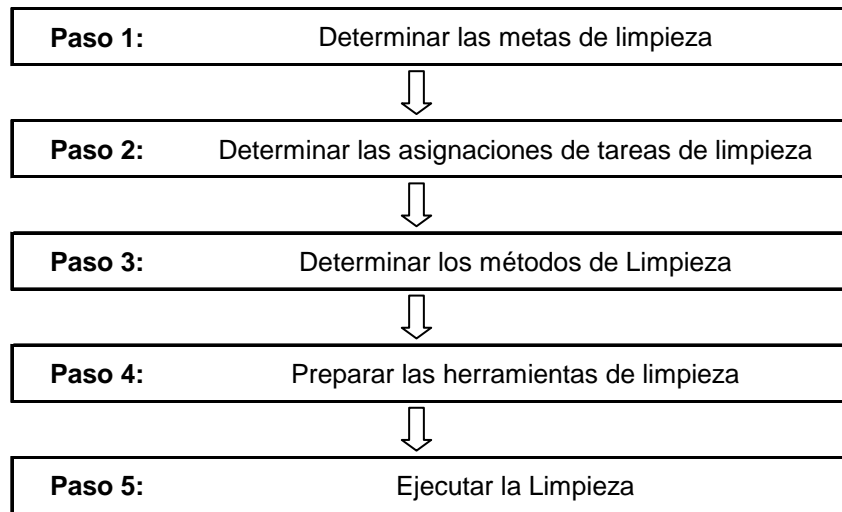 Paso 1: Determinar las metas de limpieza
Paso 2: Determinar las asignaciones de tareas de limpieza
Paso 3: Determinar los métodos de Limpieza
Paso 4: Preparar las herramientas de limpieza
Paso 5: Ejecutar la Limpieza